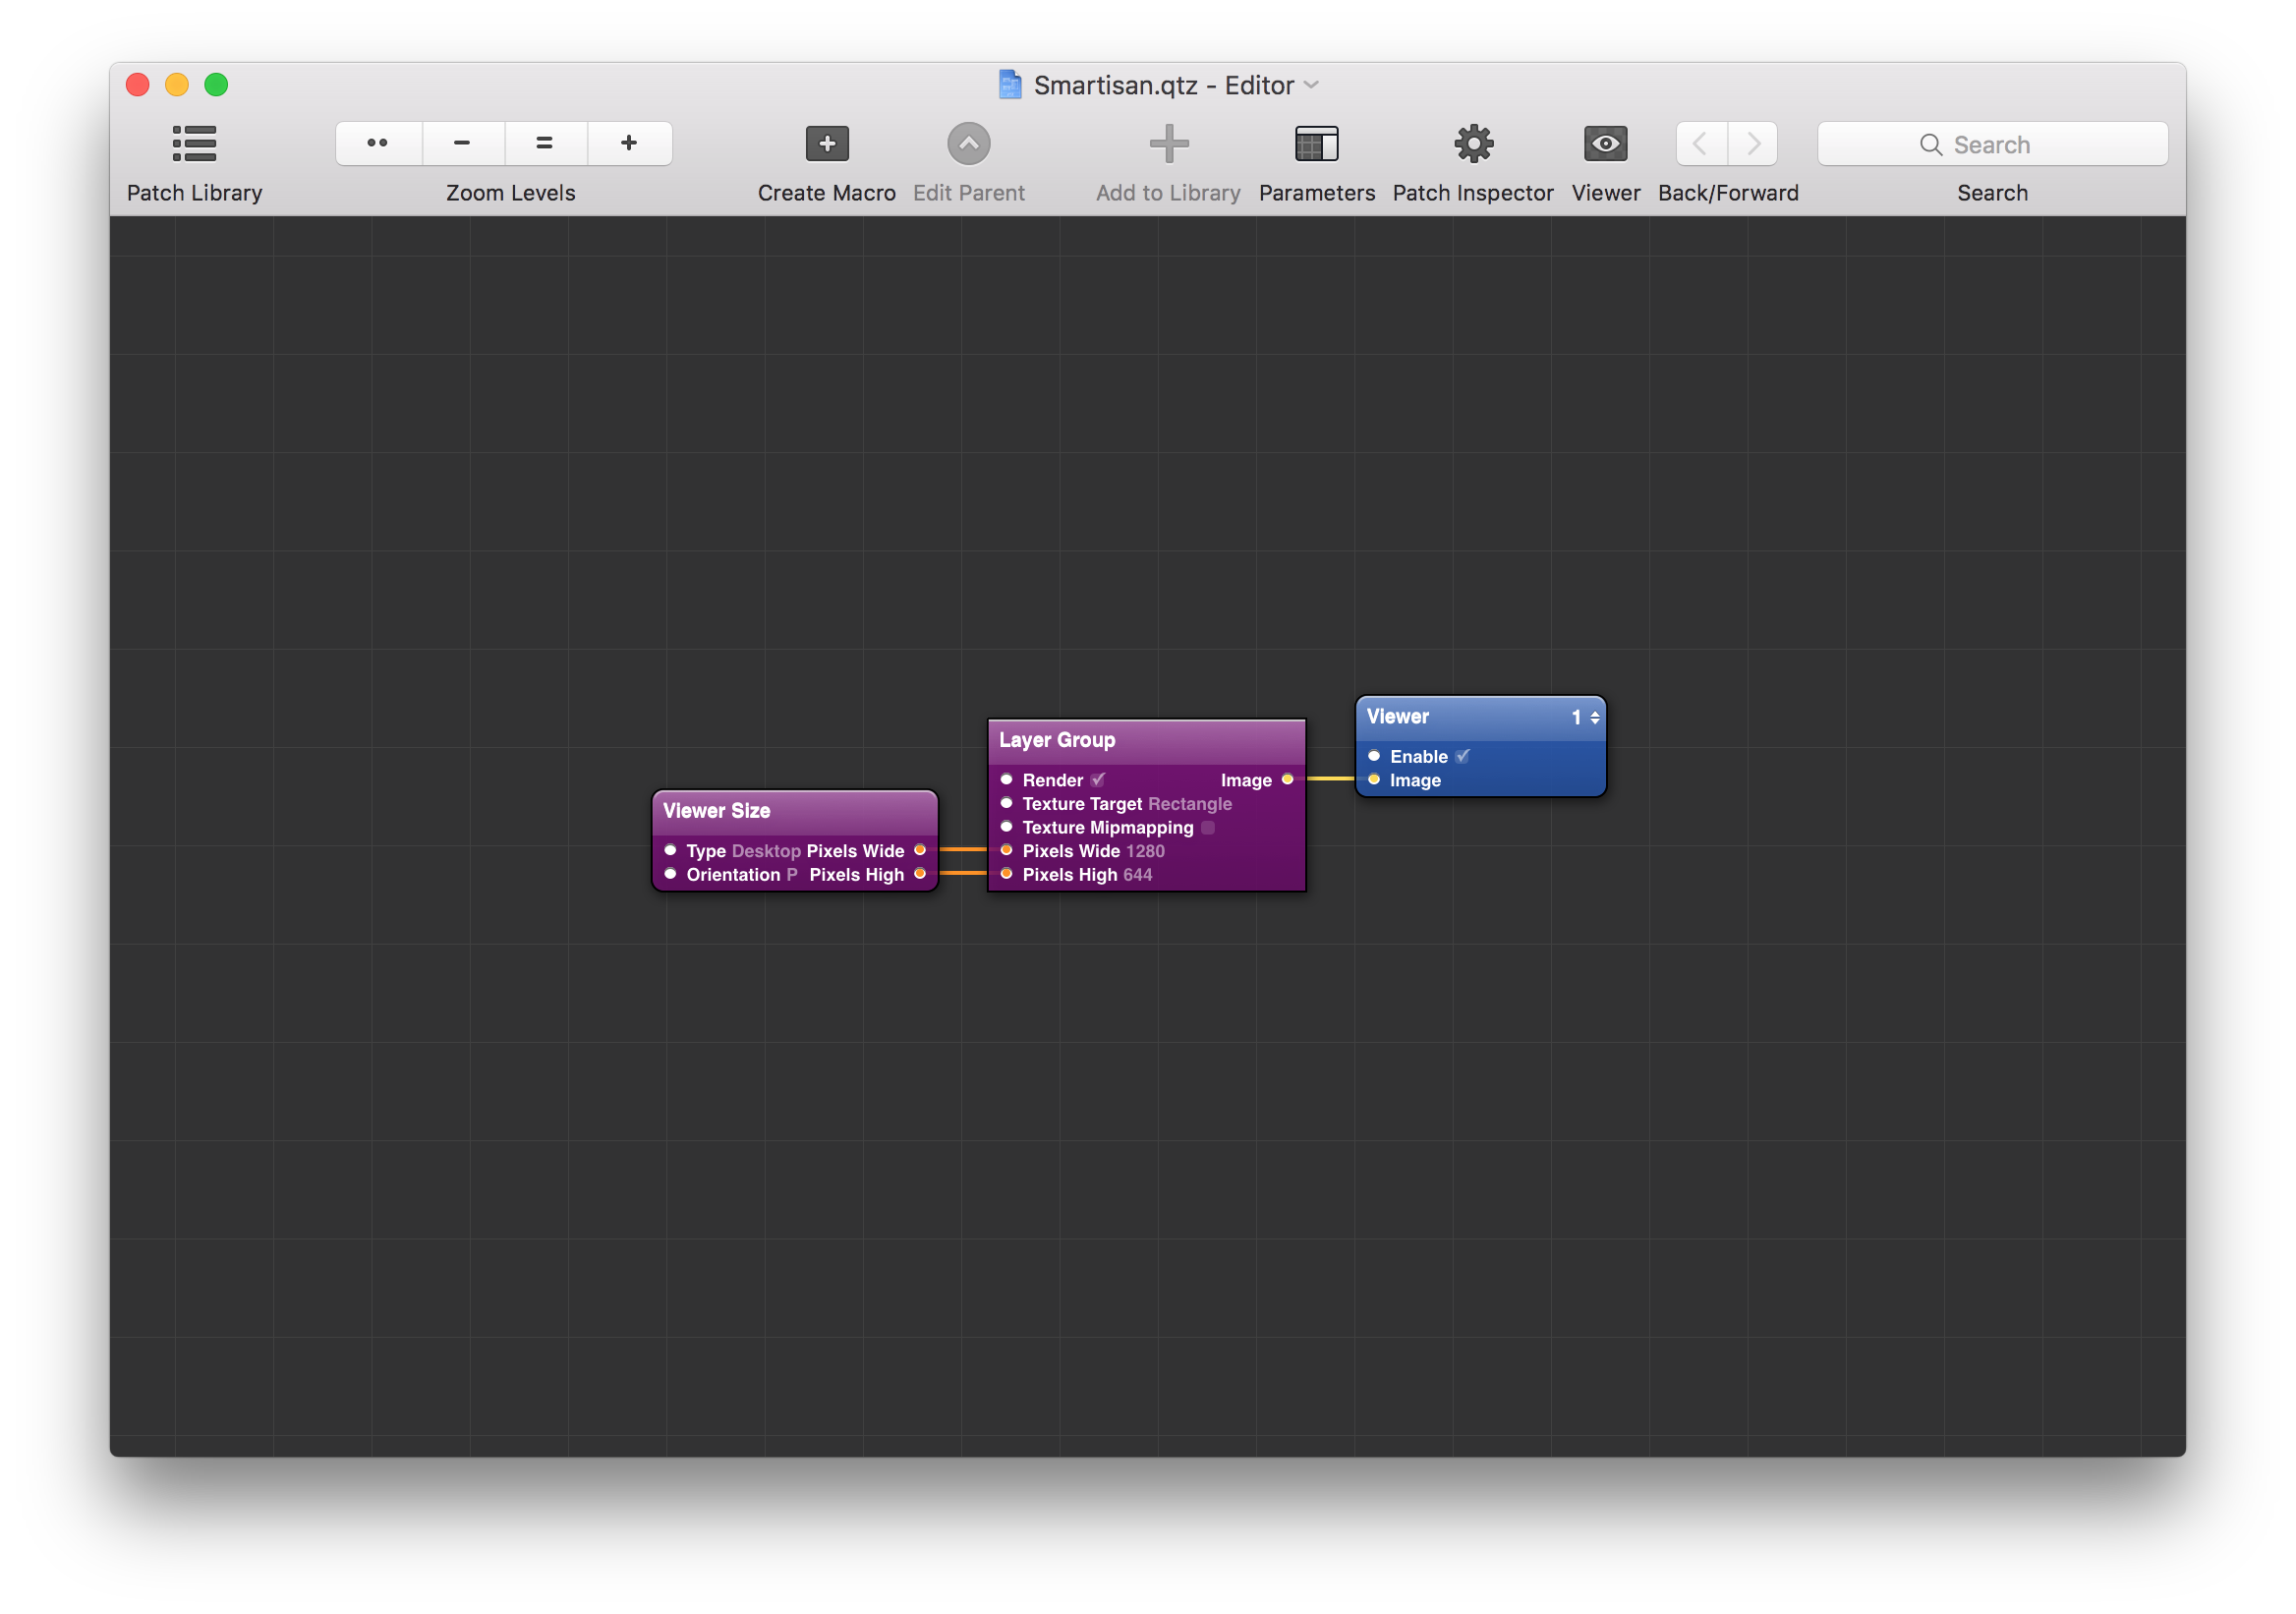 Smartisan.qtz - Editor
Patch Library
Zoom Levels
Create Macro
Edit Parent
Add to Library
Parameters
Patch Inspector
Viewer
Back/Forward
Search
Search
Viewer 1
Enable
Image
Layer Group
Render Image
Texture Target Rectangle
Texture Mipmapping
Pixels Wide 1280
Pixels High 644
Viewer Size
Type Desktop Pixels Wide
Orientation P Pixels High